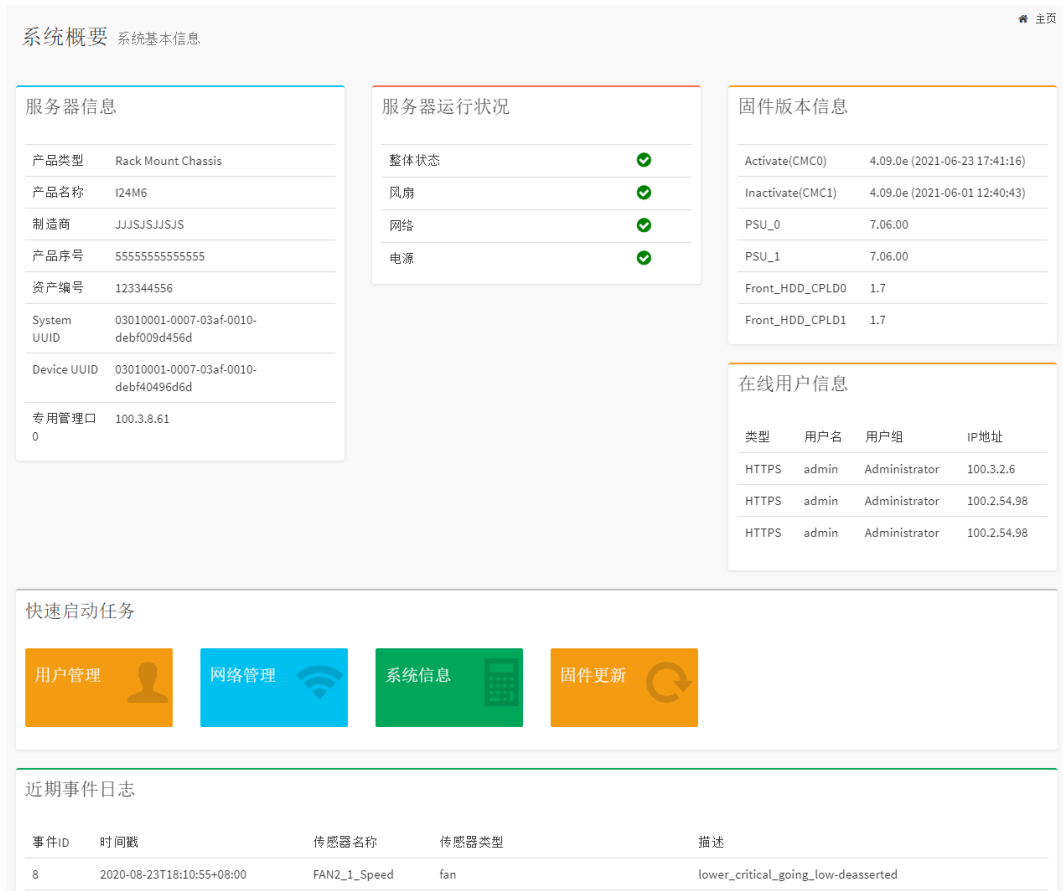 主页
系统概要 系统基本信息
服务器信息
产品类型 Rack Mount Chassis
产品名称 I24M6
制造商 JJJSJSJJSJS
产品序号 55555555555555
资产编号 123344556
System UUID 03010001-0007-03af-0010-
debf009d456d
Device UUID 03010001-0007-03af-0010-
debf40496d6d
专用管理口 100.3.8.61
0
服务器运行状况
整体状态
风扇
网络
电源
固件版本信息
Activate(CMC0) 4.09.0e (2021-06-23 17:41:16)
Inactivate(CMC1) 4.09.0e (2021-06-01 12:40:43)
PSU_0 7.06.00
PSU_1 7.06.00
Front_HDD_CPLD0 1.7
Front_HDD_CPLD1 1.7
在线用户信息
类型 用户名 用户组 IP地址
HTTPS admin Administrator 100.3.2.6
HTTPS admin Administrator 100.2.54.98
HTTPS admin Administrator 100.2.54.98
快速启动任务
用户管理 网络管理 系统信息 固件更新
近期事件日志
事件ID 时间戳 传感器名称 传感器类型 描述
8 2020-08-23T18:10:55+08:00 FAN2_1_Speed fan lower_critical_going_low-deasserted